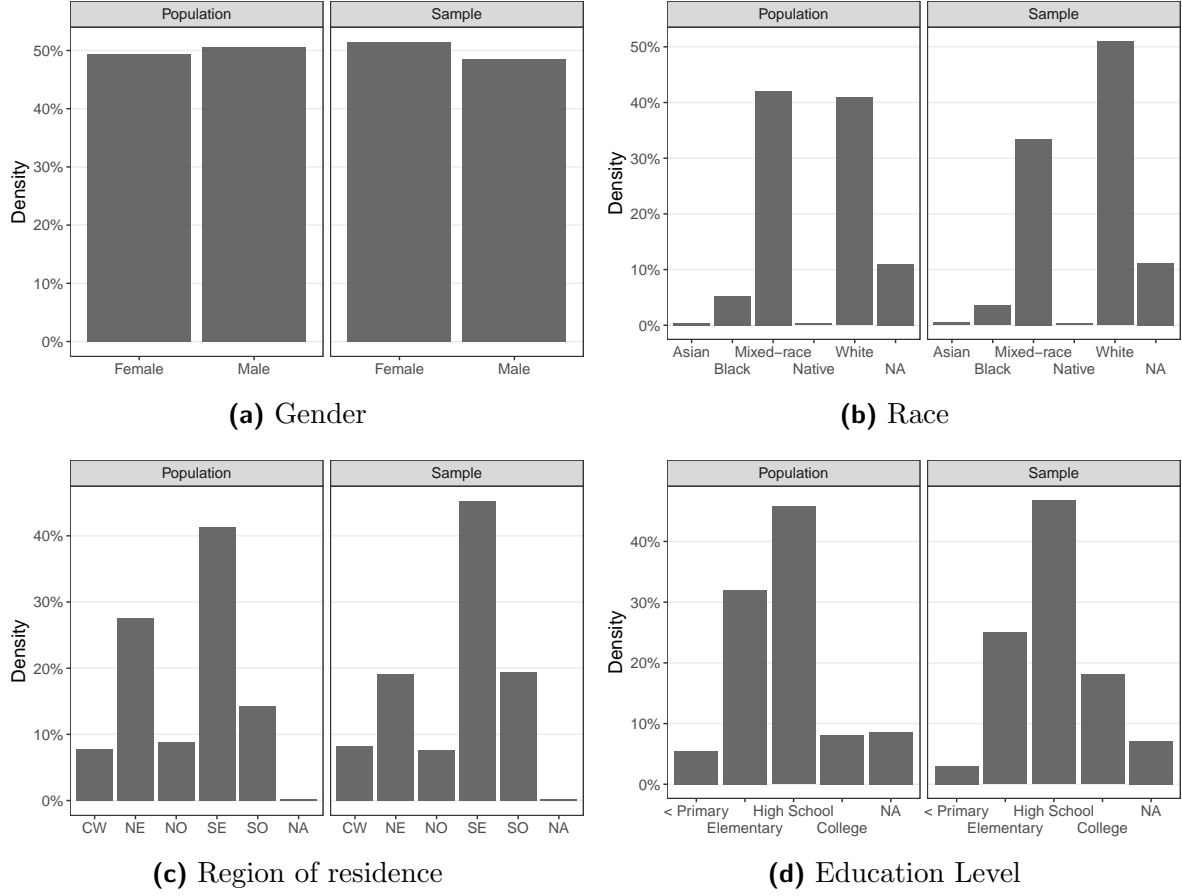 Population Sample
Density
50%
40%
30%
20%
10%
0%
Female Male Female Male
(a) Gender
Population Sample
Density
50%
40%
30%
20%
10%
0%
Asian Mixed−race White Asian Mixed−race White
Black Native NA Black Native NA
(b) Race
Population Sample
Density
40%
30%
20%
10%
0%
CW NE NO SE SO NA CW NE NO SE SO NA
(c) Region of residence
Population Sample
Density
40%
30%
20%
10%
0%
< Primary High School NA < Primary High School NA
Elementary College Elementary College
(d) Education Level